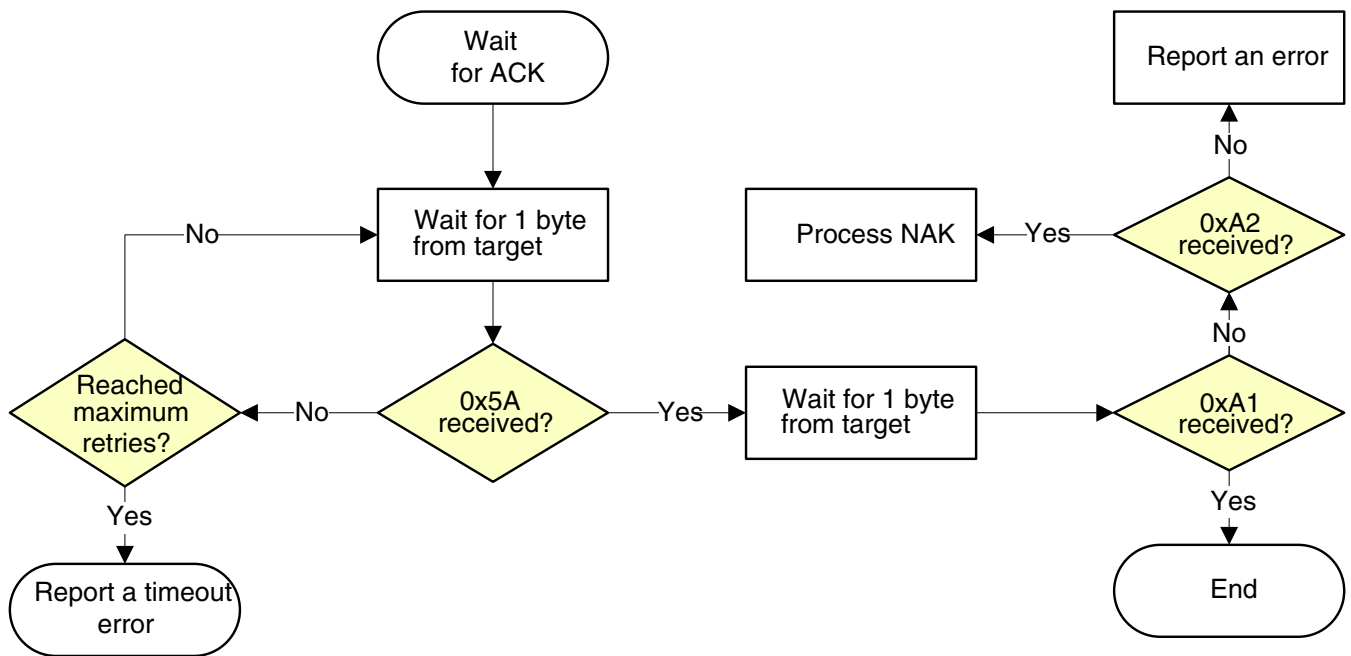 Wait
for ACK
Report an error
No
Wait for 1 byte
from target
No
Process NAK
Yes
0xA2
received?
No
Reached
maximum
retries?
No
0x5A
received?
Yes
Wait for 1 byte
from target
0xA1
received?
Yes
Yes
Report a timeout
error
End